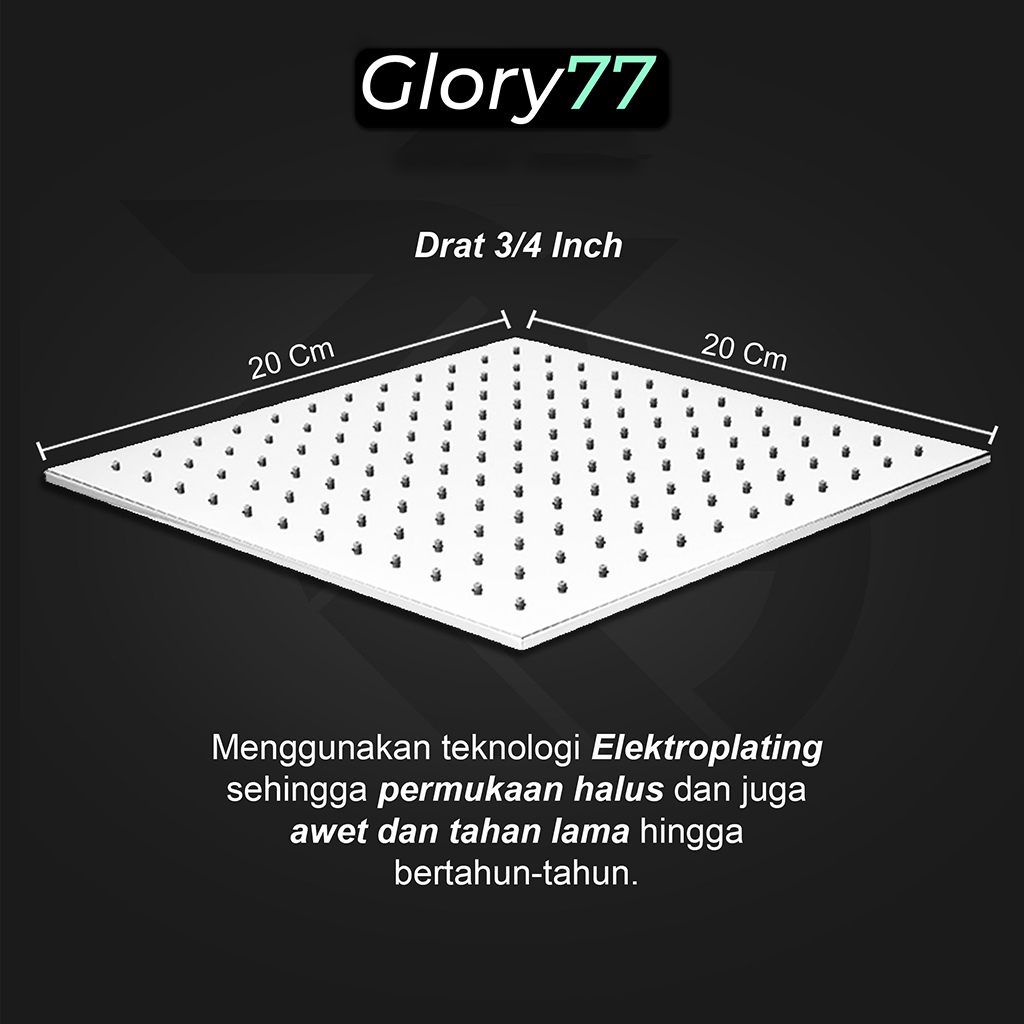 Glory77
Drat 3/4 Inch
20 Cm
20 Cm
Menggunakan teknologi Elektroplating
sehingga permukaan halus dan juga
awet dan tahan lama hingga
bertahun-tahun.